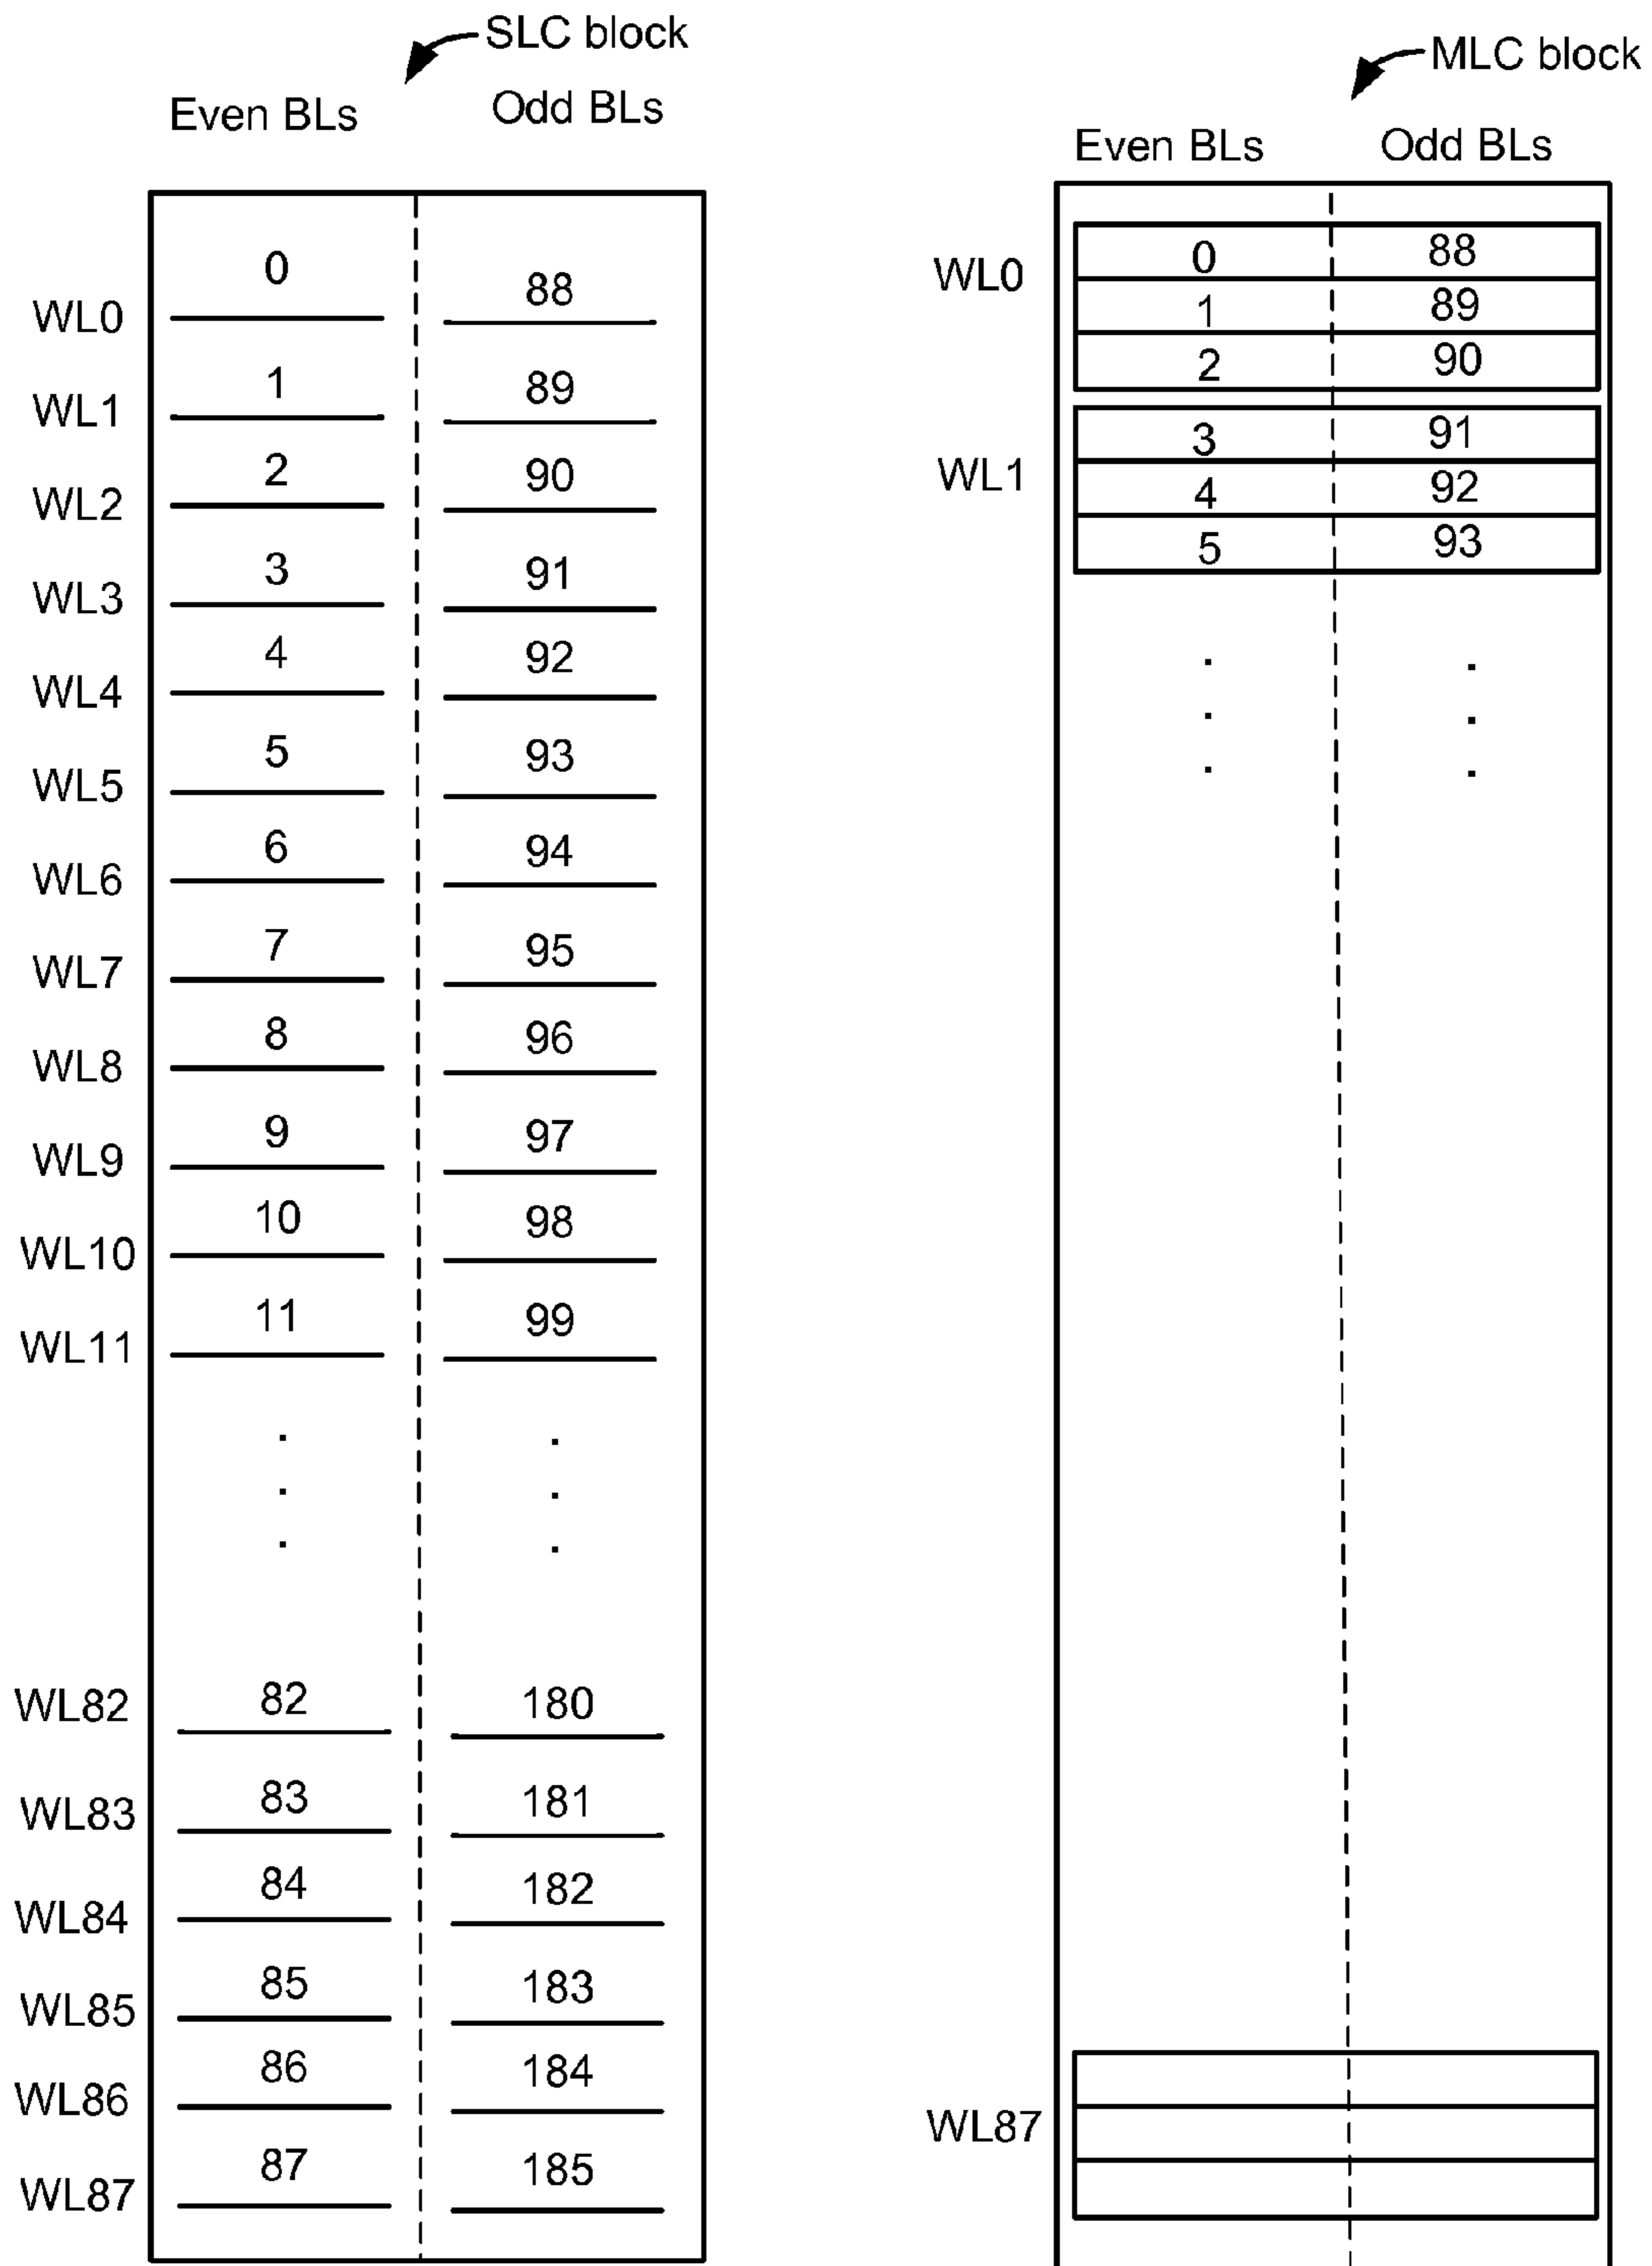 SLC block
Even BLs Odd BLs
WL0 0 88
WL1 1 89
WL2 2 90
WL3 3 91
WL4 4 92
WL5 5 93
WL6 6 94
WL7 7 95
WL8 8 96
WL9 9 97
WL10 10 98
WL11 11 99
WL82 82 180
WL83 83 181
WL84 84 182
WL85 85 183
WL86 86 184
WL87 87 185
MLC block
Even BLs Odd BLs
WL0
0 88
1 89
2 90
WL1
3 91
4 92
5 93
WL87